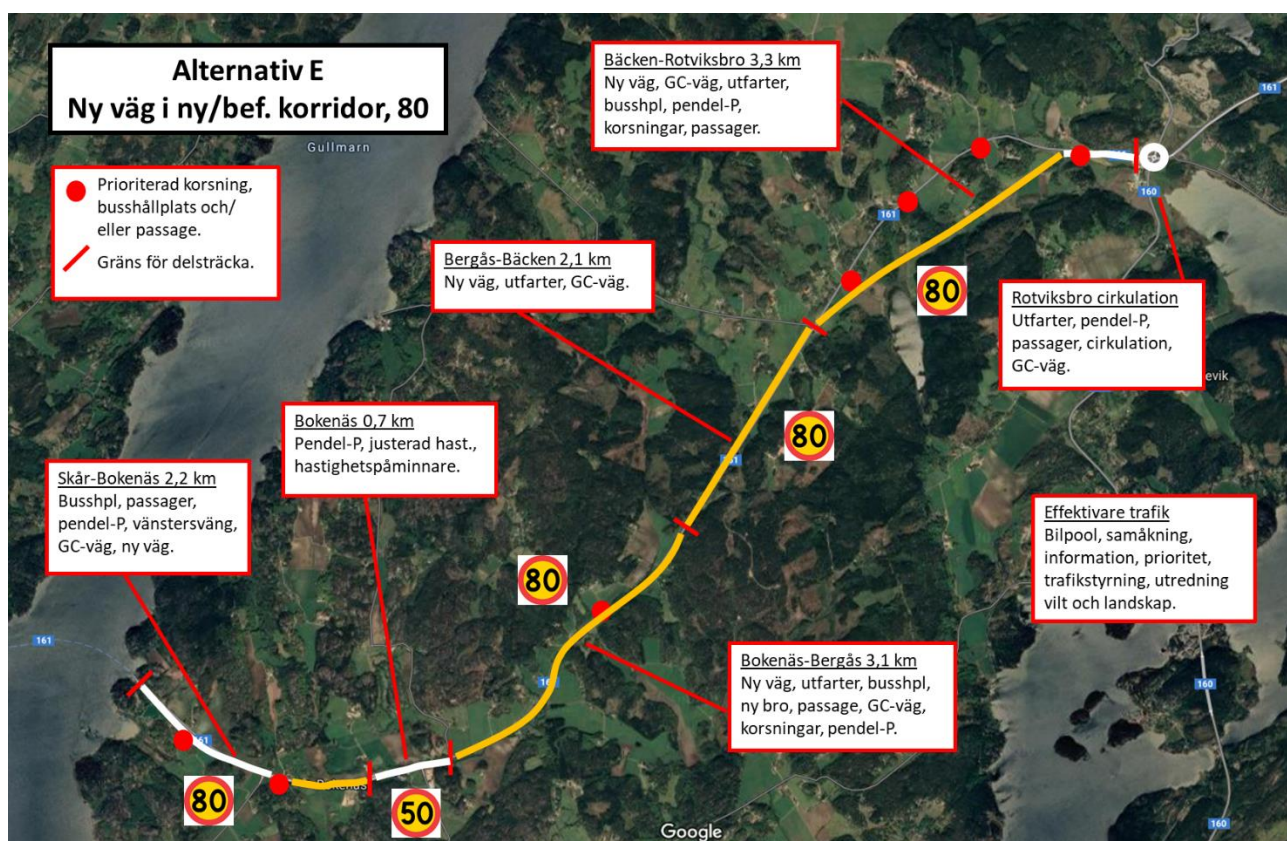 Alternativ E
Ny väg i ny/bef. korridor, 80
Prioriterad korsning,
busshållplats och/
eller passage.
Gräns för delsträcka.
Gullmarn
Bäcken-Rotviksbro 3,3 km
Ny väg, GC-väg, utfarter,
busshpl, pendel-P,
korsningar, passager.
161
161
160
161
Bergås-Bäcken 2,1 km
Ny väg, utfarter, GC-väg.
80
Rotviksbro cirkulation
Utfarter, pendel-P,
passager, cirkulation,
GC-väg.
evik
Bokenäs 0,7 km
Pendel-P, justerad hast.,
hastighetspåminnare.
80
Skår-Bokenäs 2,2 km
Busshpl, passager,
pendel-P, vänstersväng,
GC-väg, ny väg.
Effektivare trafik
Bilpool, samåkning,
information, prioritet,
trafikstyrning, utredning
vilt och landskap.
80
161
Bokenäs-Bergås 3,1 km
Ny väg, utfarter, busshpl,
ny bro, passage, GC-väg,
korsningar, pendel-P.
160
161
80
50
Google
160